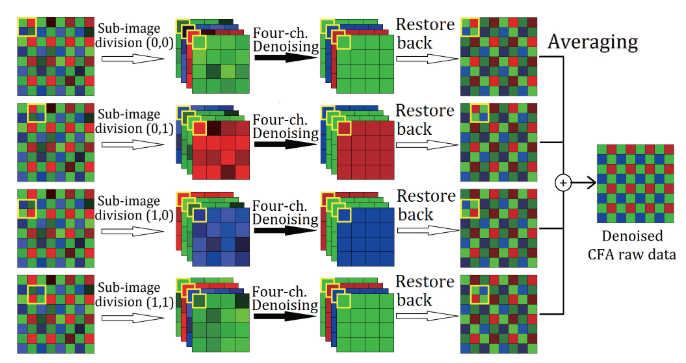 Sub-image
division (0,0)
Four-ch.
Denoising
Restore
back
Averaging
Sub-image
division (0,1)
Four-ch.
Denoising
Restore
back
Sub-image
division (1,0)
Four-ch.
Denoising
Restore
back
Denoised
CFA raw data
Sub-image
division (1,1)
Four-ch.
Denoising
Restore
back